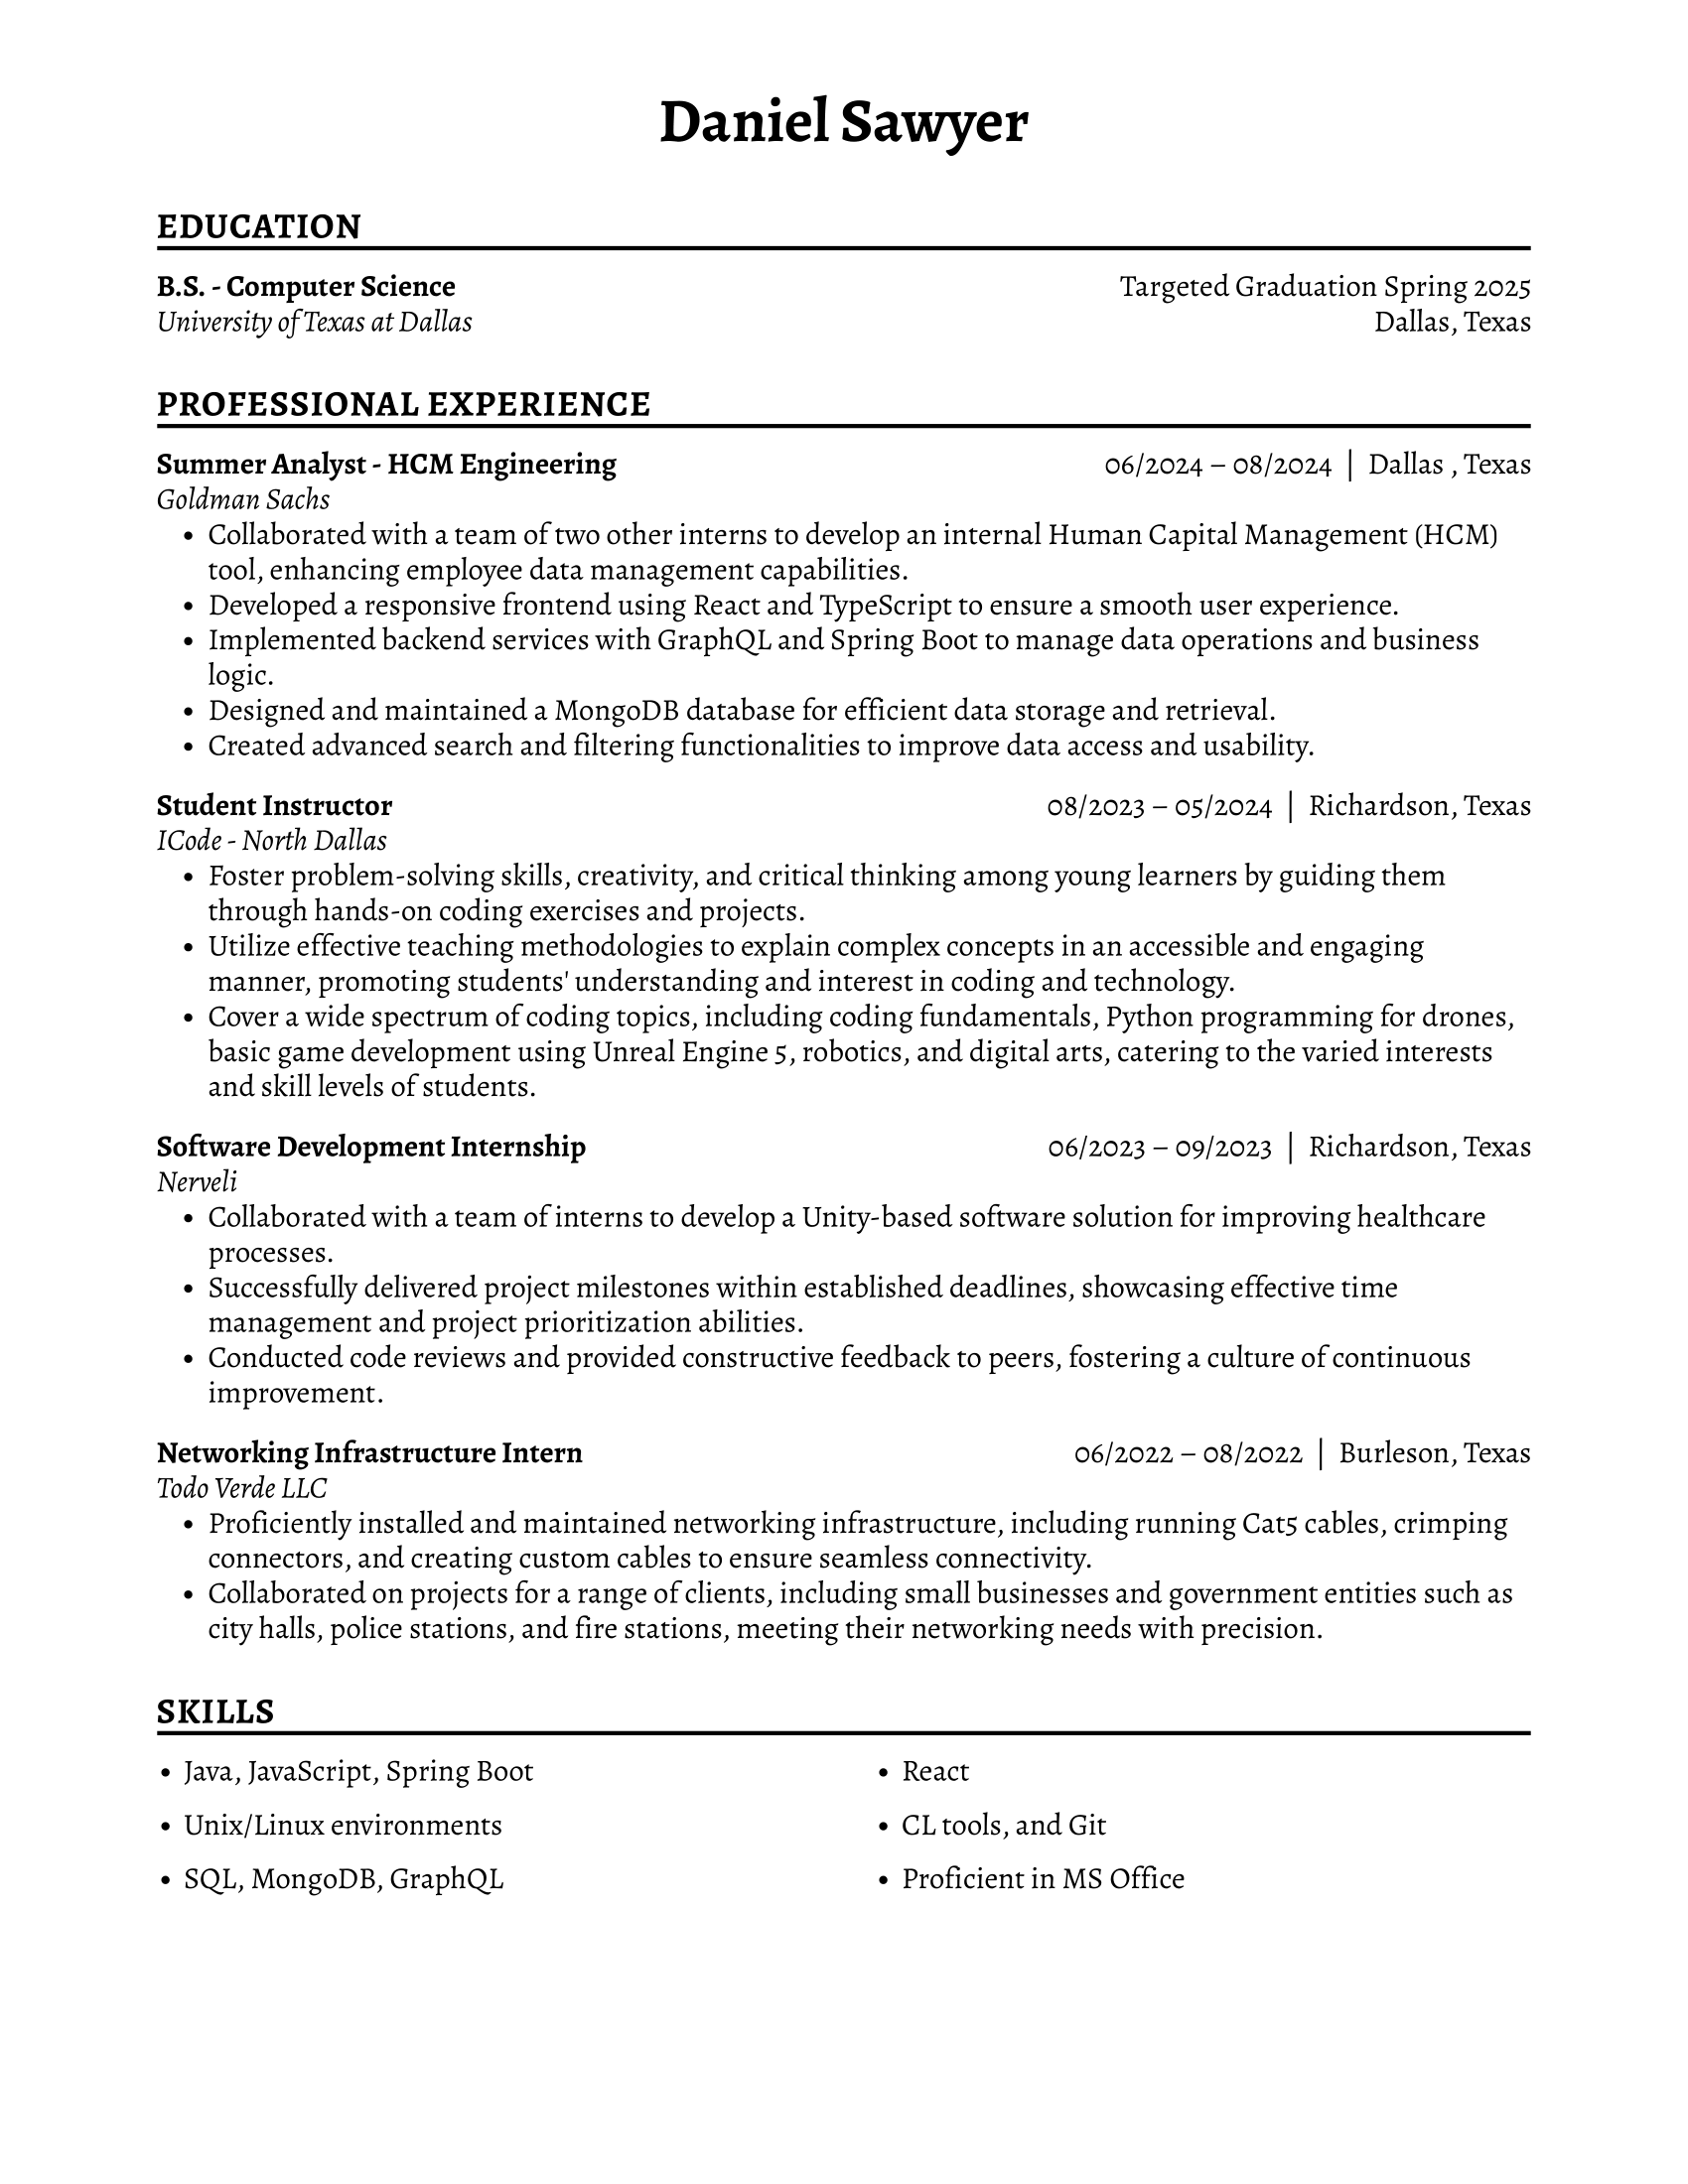 Daniel Sawyer
EDUCATION
B.S. - Computer Science Targeted Graduation Spring 2025
University of Texas at Dallas Dallas, Texas
PROFESSIONAL EXPERIENCE
Summer Analyst - HCM Engineering 06/2024 – 08/2024 | Dallas , Texas
Goldman Sachs
• Collaborated with a team of two other interns to develop an internal Human Capital Management (HCM)
tool, enhancing employee data management capabilities.
• Developed a responsive frontend using React and TypeScript to ensure a smooth user experience.
• Implemented backend services with GraphQL and Spring Boot to manage data operations and business
logic.
• Designed and maintained a MongoDB database for efficient data storage and retrieval.
• Created advanced search and filtering functionalities to improve data access and usability.
Student Instructor 08/2023 – 05/2024 | Richardson, Texas
ICode - North Dallas
• Foster problem-solving skills, creativity, and critical thinking among young learners by guiding them
through hands-on coding exercises and projects.
• Utilize effective teaching methodologies to explain complex concepts in an accessible and engaging
manner, promoting students' understanding and interest in coding and technology.
• Cover a wide spectrum of coding topics, including coding fundamentals, Python programming for drones,
basic game development using Unreal Engine 5, robotics, and digital arts, catering to the varied interests
and skill levels of students.
Software Development Internship 06/2023 – 09/2023 | Richardson, Texas
Nerveli
• Collaborated with a team of interns to develop a Unity-based software solution for improving healthcare
processes.
• Successfully delivered project milestones within established deadlines, showcasing effective time
management and project prioritization abilities.
• Conducted code reviews and provided constructive feedback to peers, fostering a culture of continuous
improvement.
Networking Infrastructure Intern 06/2022 – 08/2022 | Burleson, Texas
Todo Verde LLC
• Proficiently installed and maintained networking infrastructure, including running Cat5 cables, crimping
connectors, and creating custom cables to ensure seamless connectivity.
• Collaborated on projects for a range of clients, including small businesses and government entities such as
city halls, police stations, and fire stations, meeting their networking needs with precision.
SKILLS
• Java, JavaScript, Spring Boot • React
• Unix/Linux environments • CL tools, and Git
• SQL, MongoDB, GraphQL • Proficient in MS Office